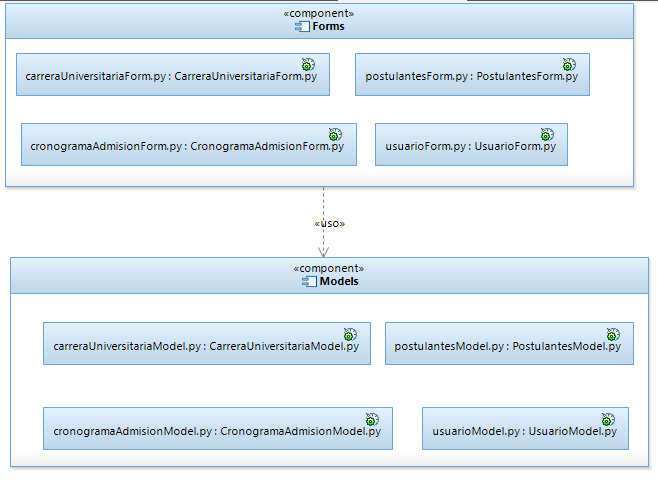 «component»
Forms
carreraUniversitariaForm.py : CarreraUniversitariaForm.py
postulantesForm.py : PostulantesForm.py
cronogramaAdmisionForm.py : CronogramaAdmisionForm.py
usuarioForm.py : UsuarioForm.py
«uso»
«component»
Models
carreraUniversitariaModel.py : CarreraUniversitariaModel.py
postulantesModel.py : PostulantesModel.py
cronogramaAdmisionModel.py : CronogramaAdmisionModel.py
usuarioModel.py : UsuarioModel.py